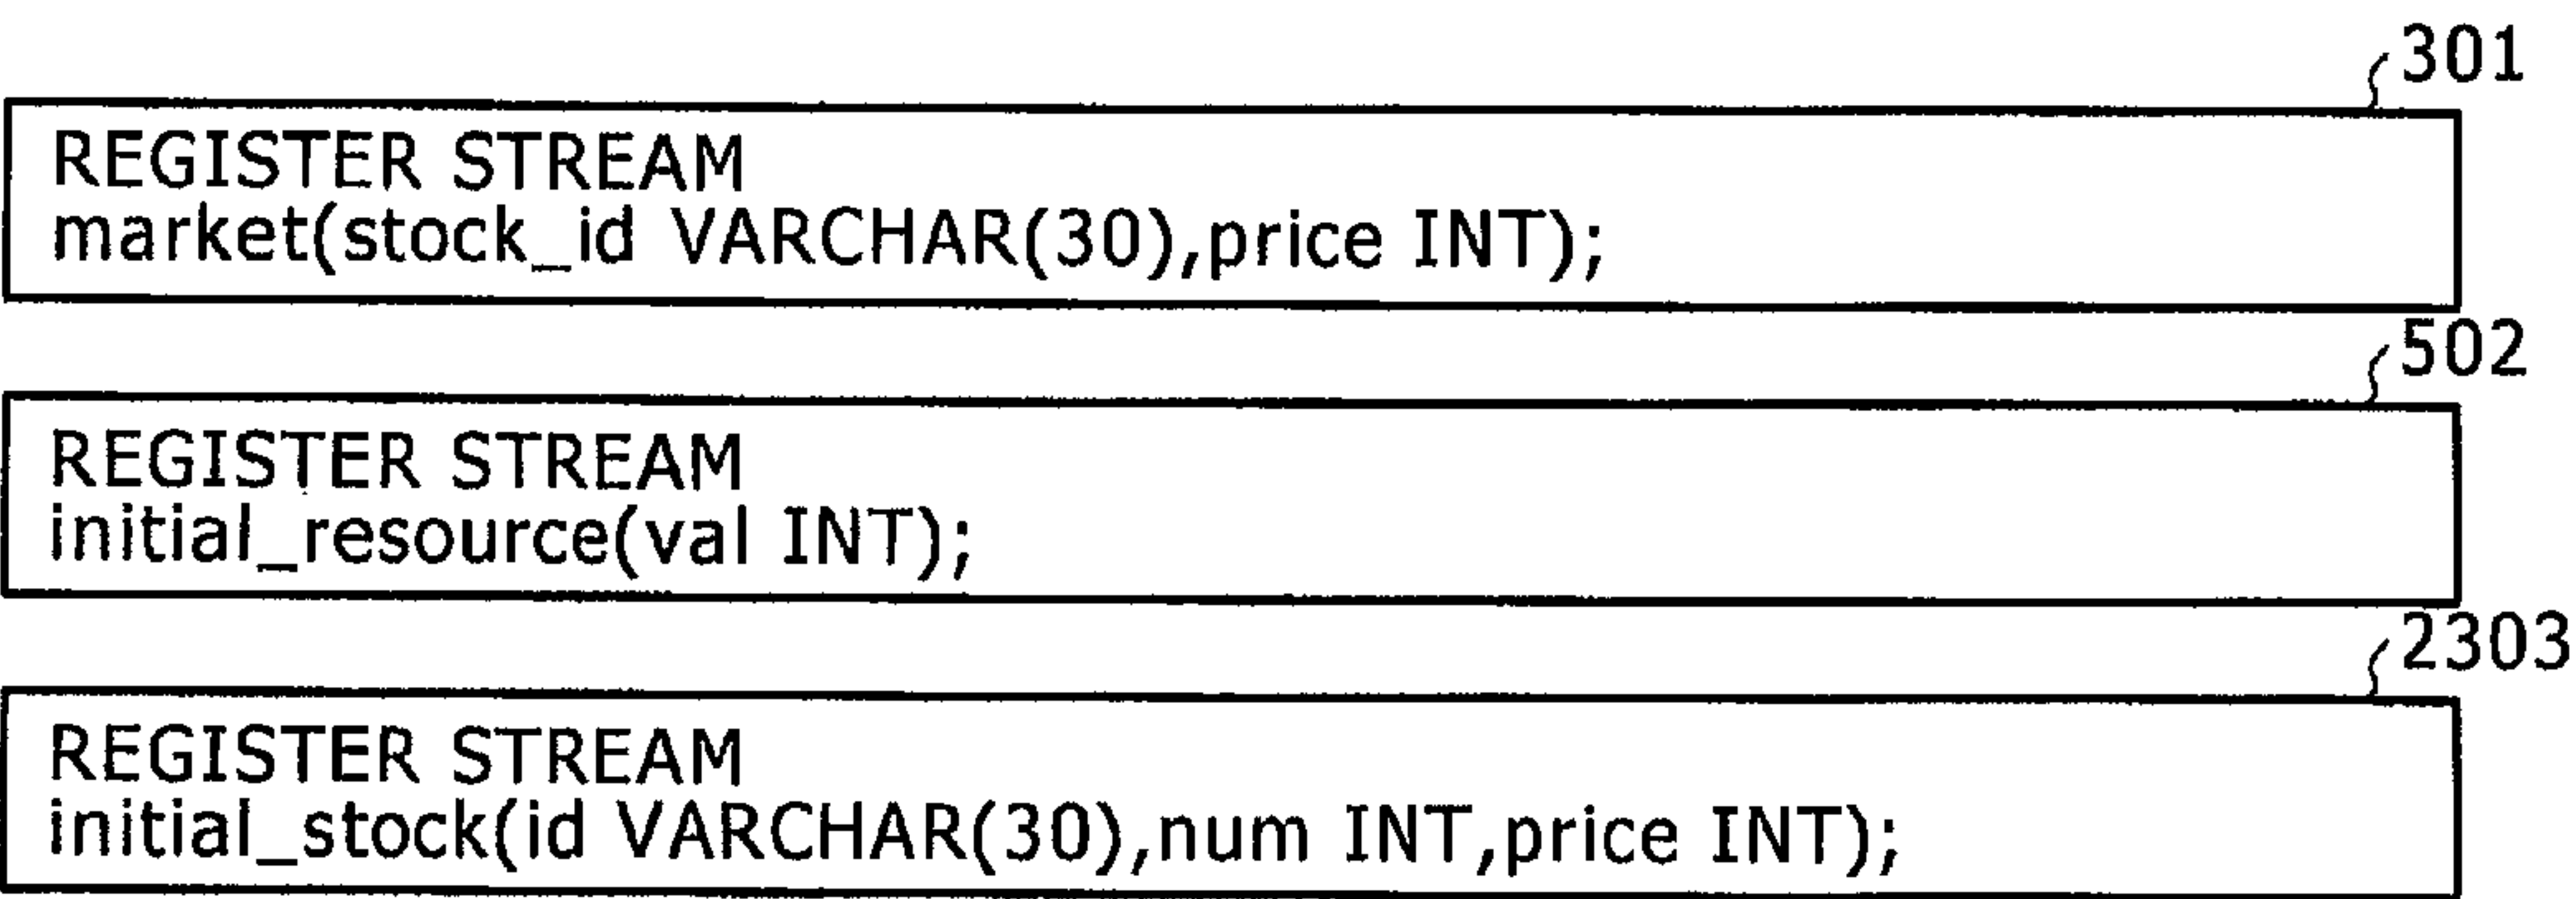 301
REGISTER STREAM
market(stock_id VARCHAR(30),price INT);
502
REGISTER STREAM
initial_resource(val INT);
2303
REGISTER STREAM
initial_stock(id VARCHAR(30),num INT,price INT);